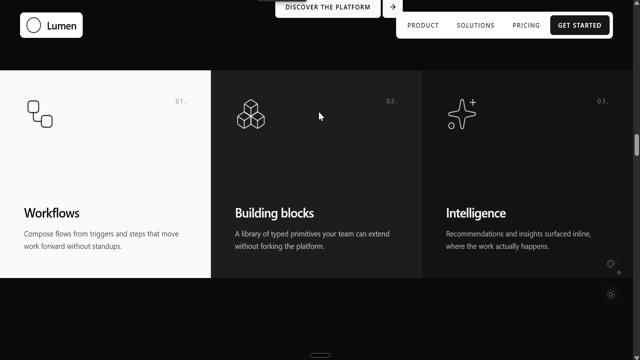 DISCOVER THE PLATFORM
Lumen
PRODUCT
SOLUTIONS
PRICING
GET STARTED
01.
02.
03.
Workflows
Compose flows from triggers and steps that move
work forward without standups.
Building blocks
A library of typed primitives your team can extend
without forking the platform.
Intelligence
Recommendations and insights surfaced inline,
where the work actually happens.